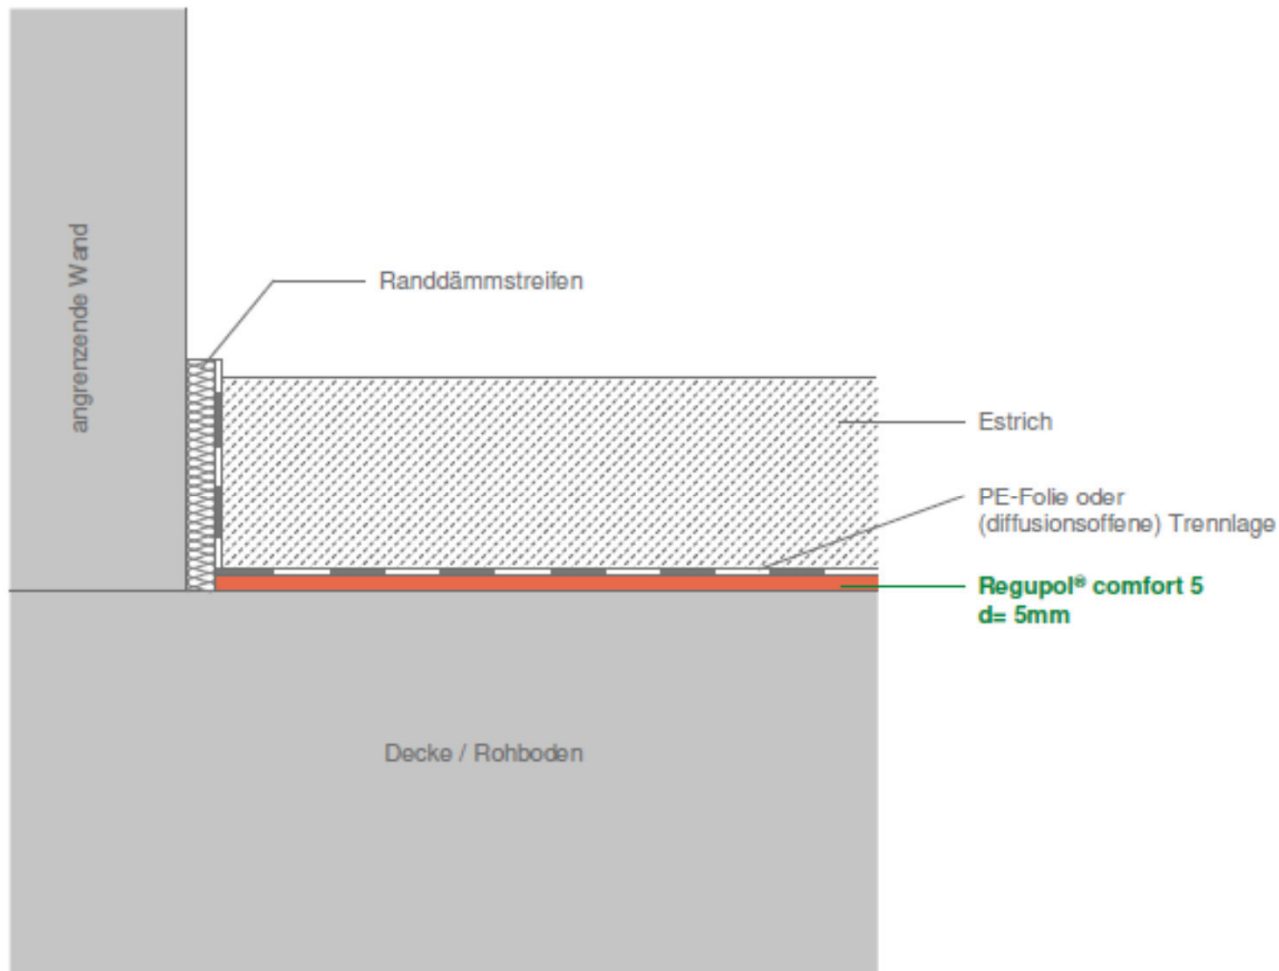 angrenzende Wand
Randdämmstreifen
Estrich
PE-Folie oder
(diffusionsoffene) Trennlage
Regupol® comfort 5
d= 5mm
Decke / Rohboden